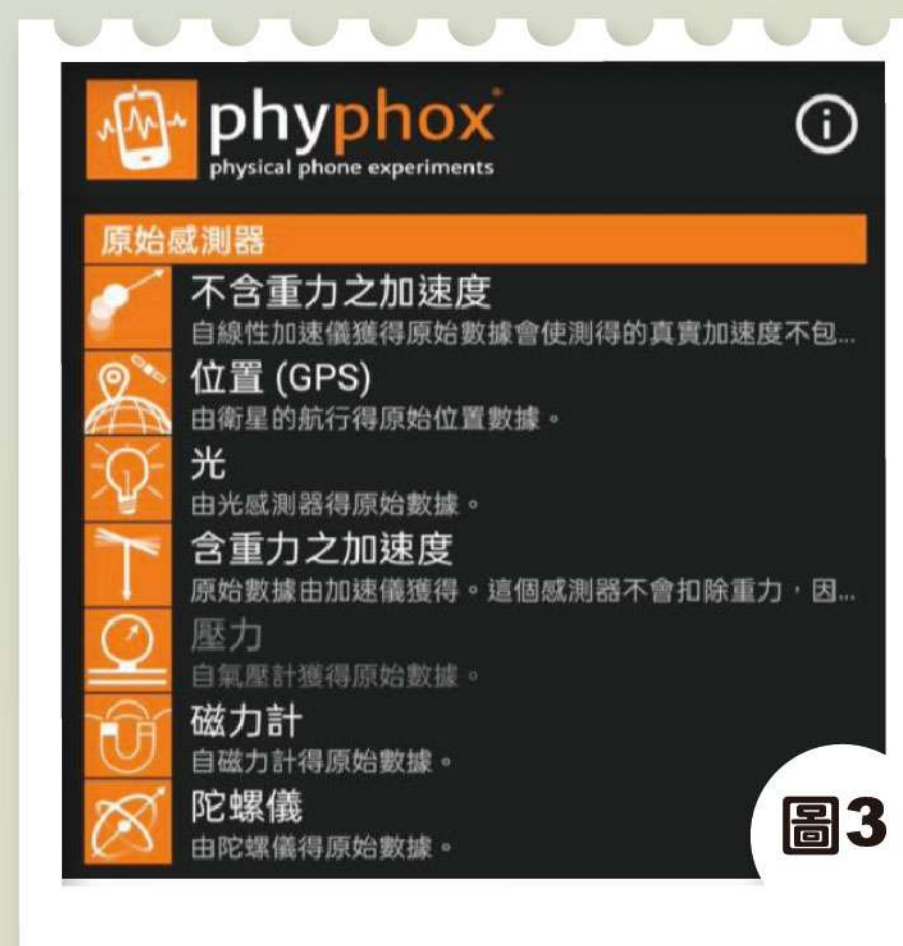 phyphox
physical phone experiments
原始感測器
不含重力之加速度
自線性加速儀獲得原始數據會使測得的真實加速度不包...
位置 (GPS)
由衛星的航行得原始位置數據。
光
由光感測器得原始數據。
含重力之加速度
原始數據由加速儀獲得。這個感測器不會扣除重力，因...
壓力
自氣壓計獲得原始數據。
磁力計
自磁力計得原始數據。
陀螺儀
由陀螺儀得原始數據。
圖3